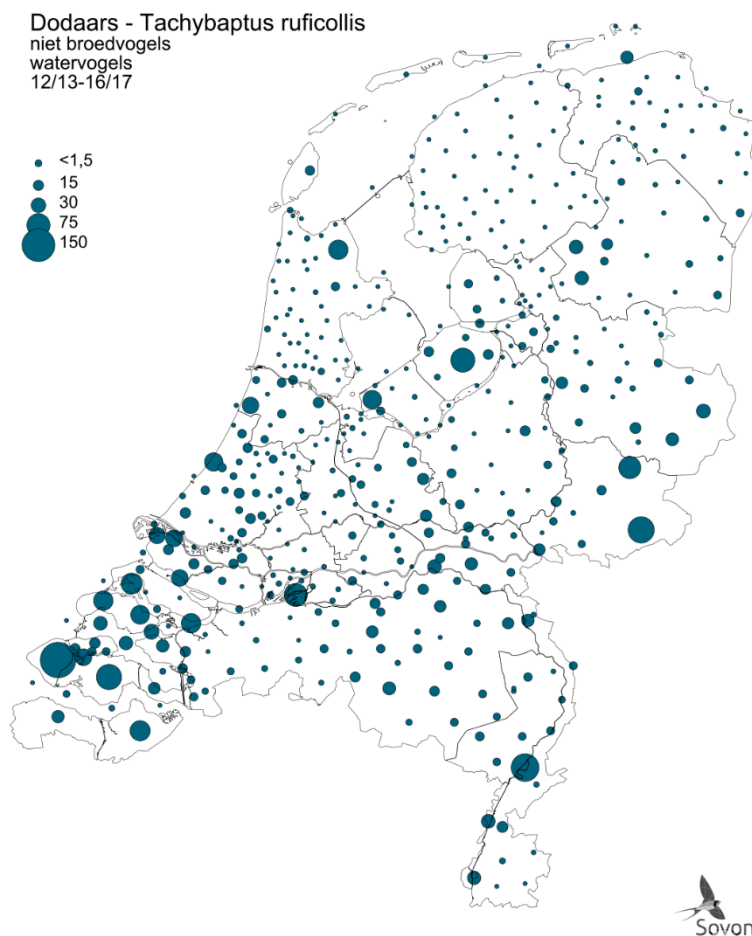 Dodaars - Tachybaptus ruficollis
niet broedvogels
watervogels
12/13-16/17
<1,5
15
30
75
150
Sovon